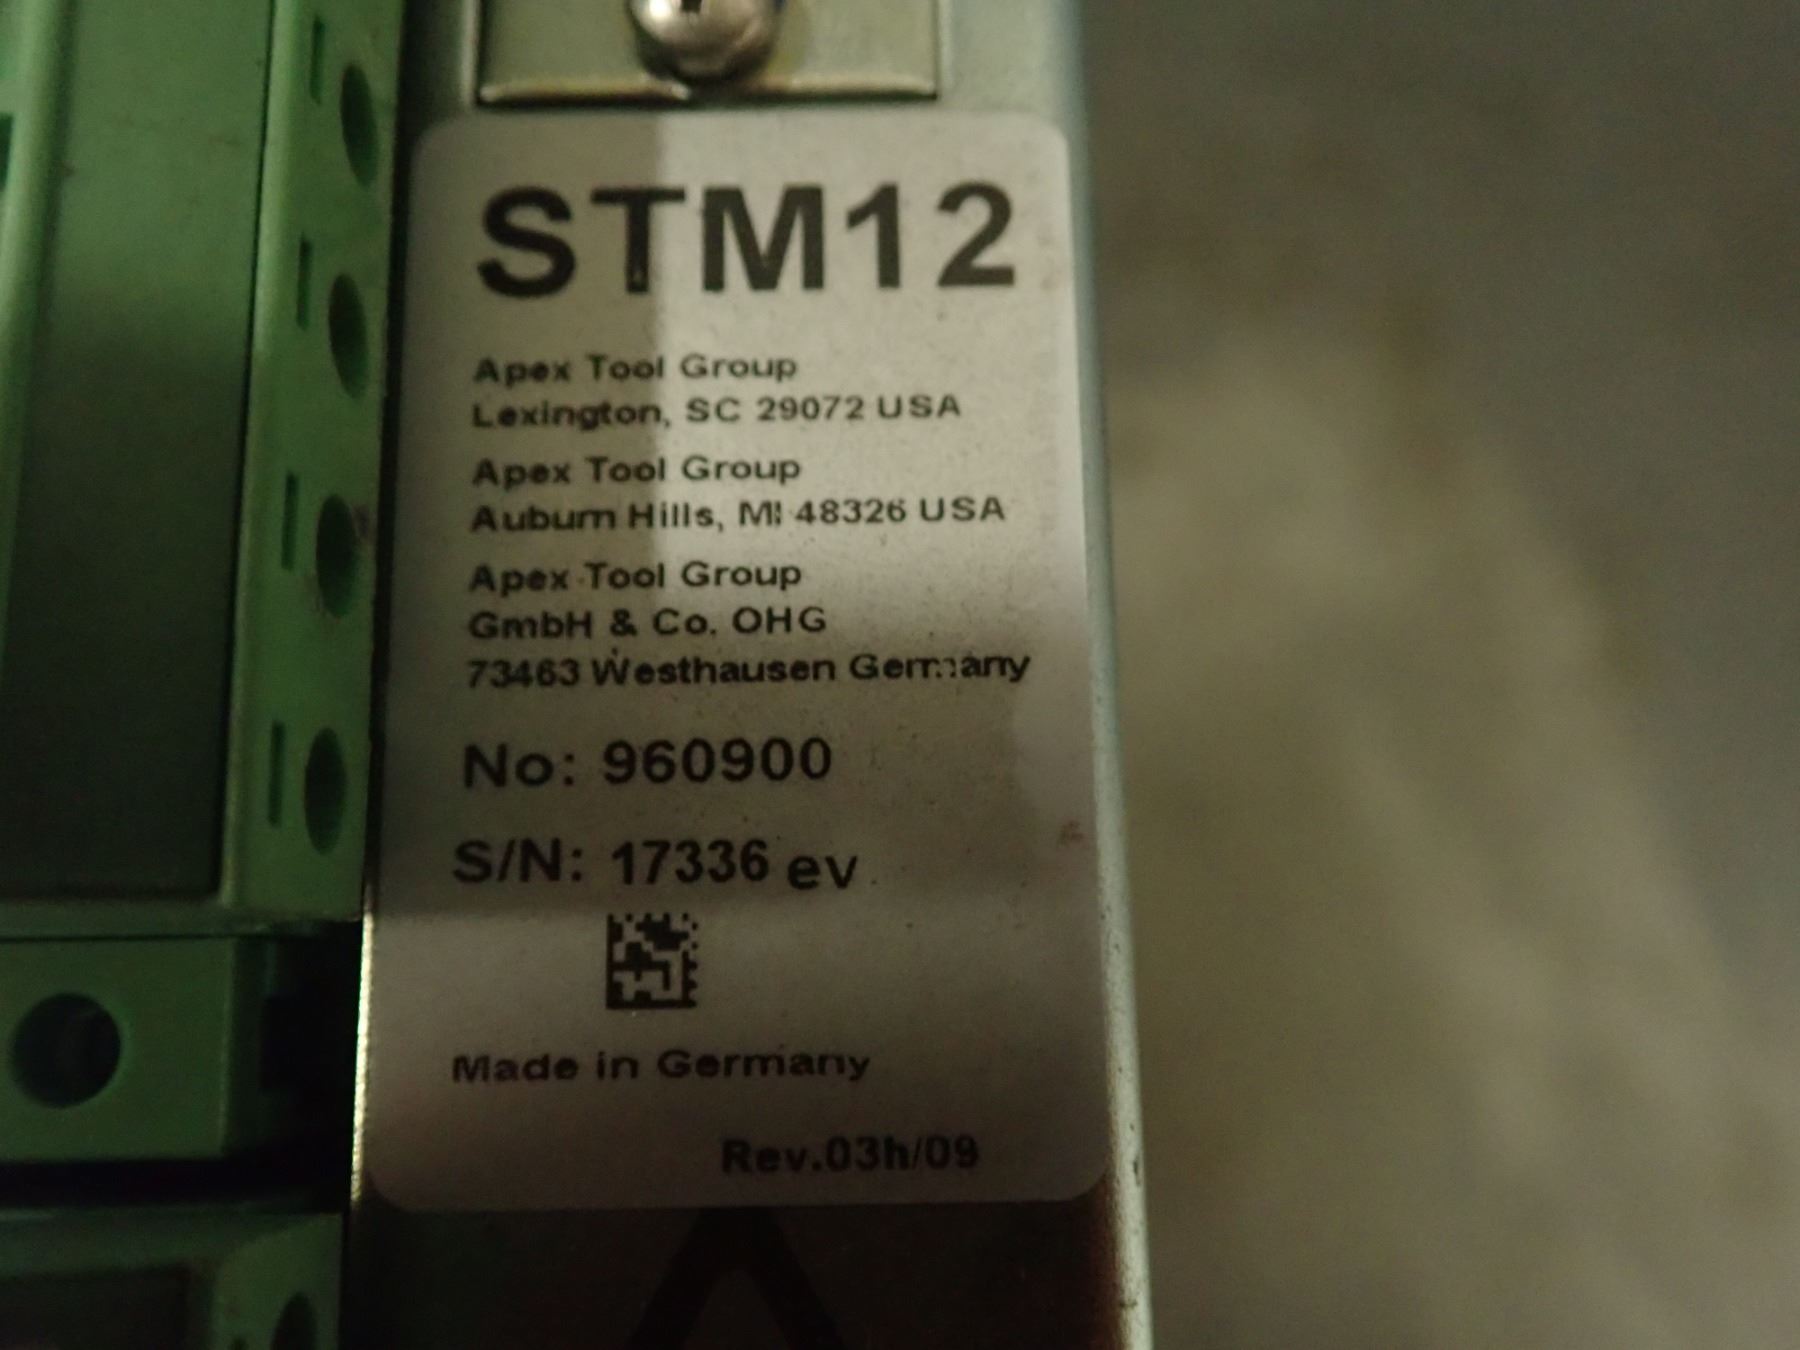 STM12
Apex Tool Group
Lexington, SC 29072 USA
Apex Tool Group
Auburn Hills, MI 48326 USA
Apex Tool Group
GmbH & Co. OHG
73463 Westhausen Germany
No: 960900
S/N: 17336 ev
Made in Germany
Rev.03h/09